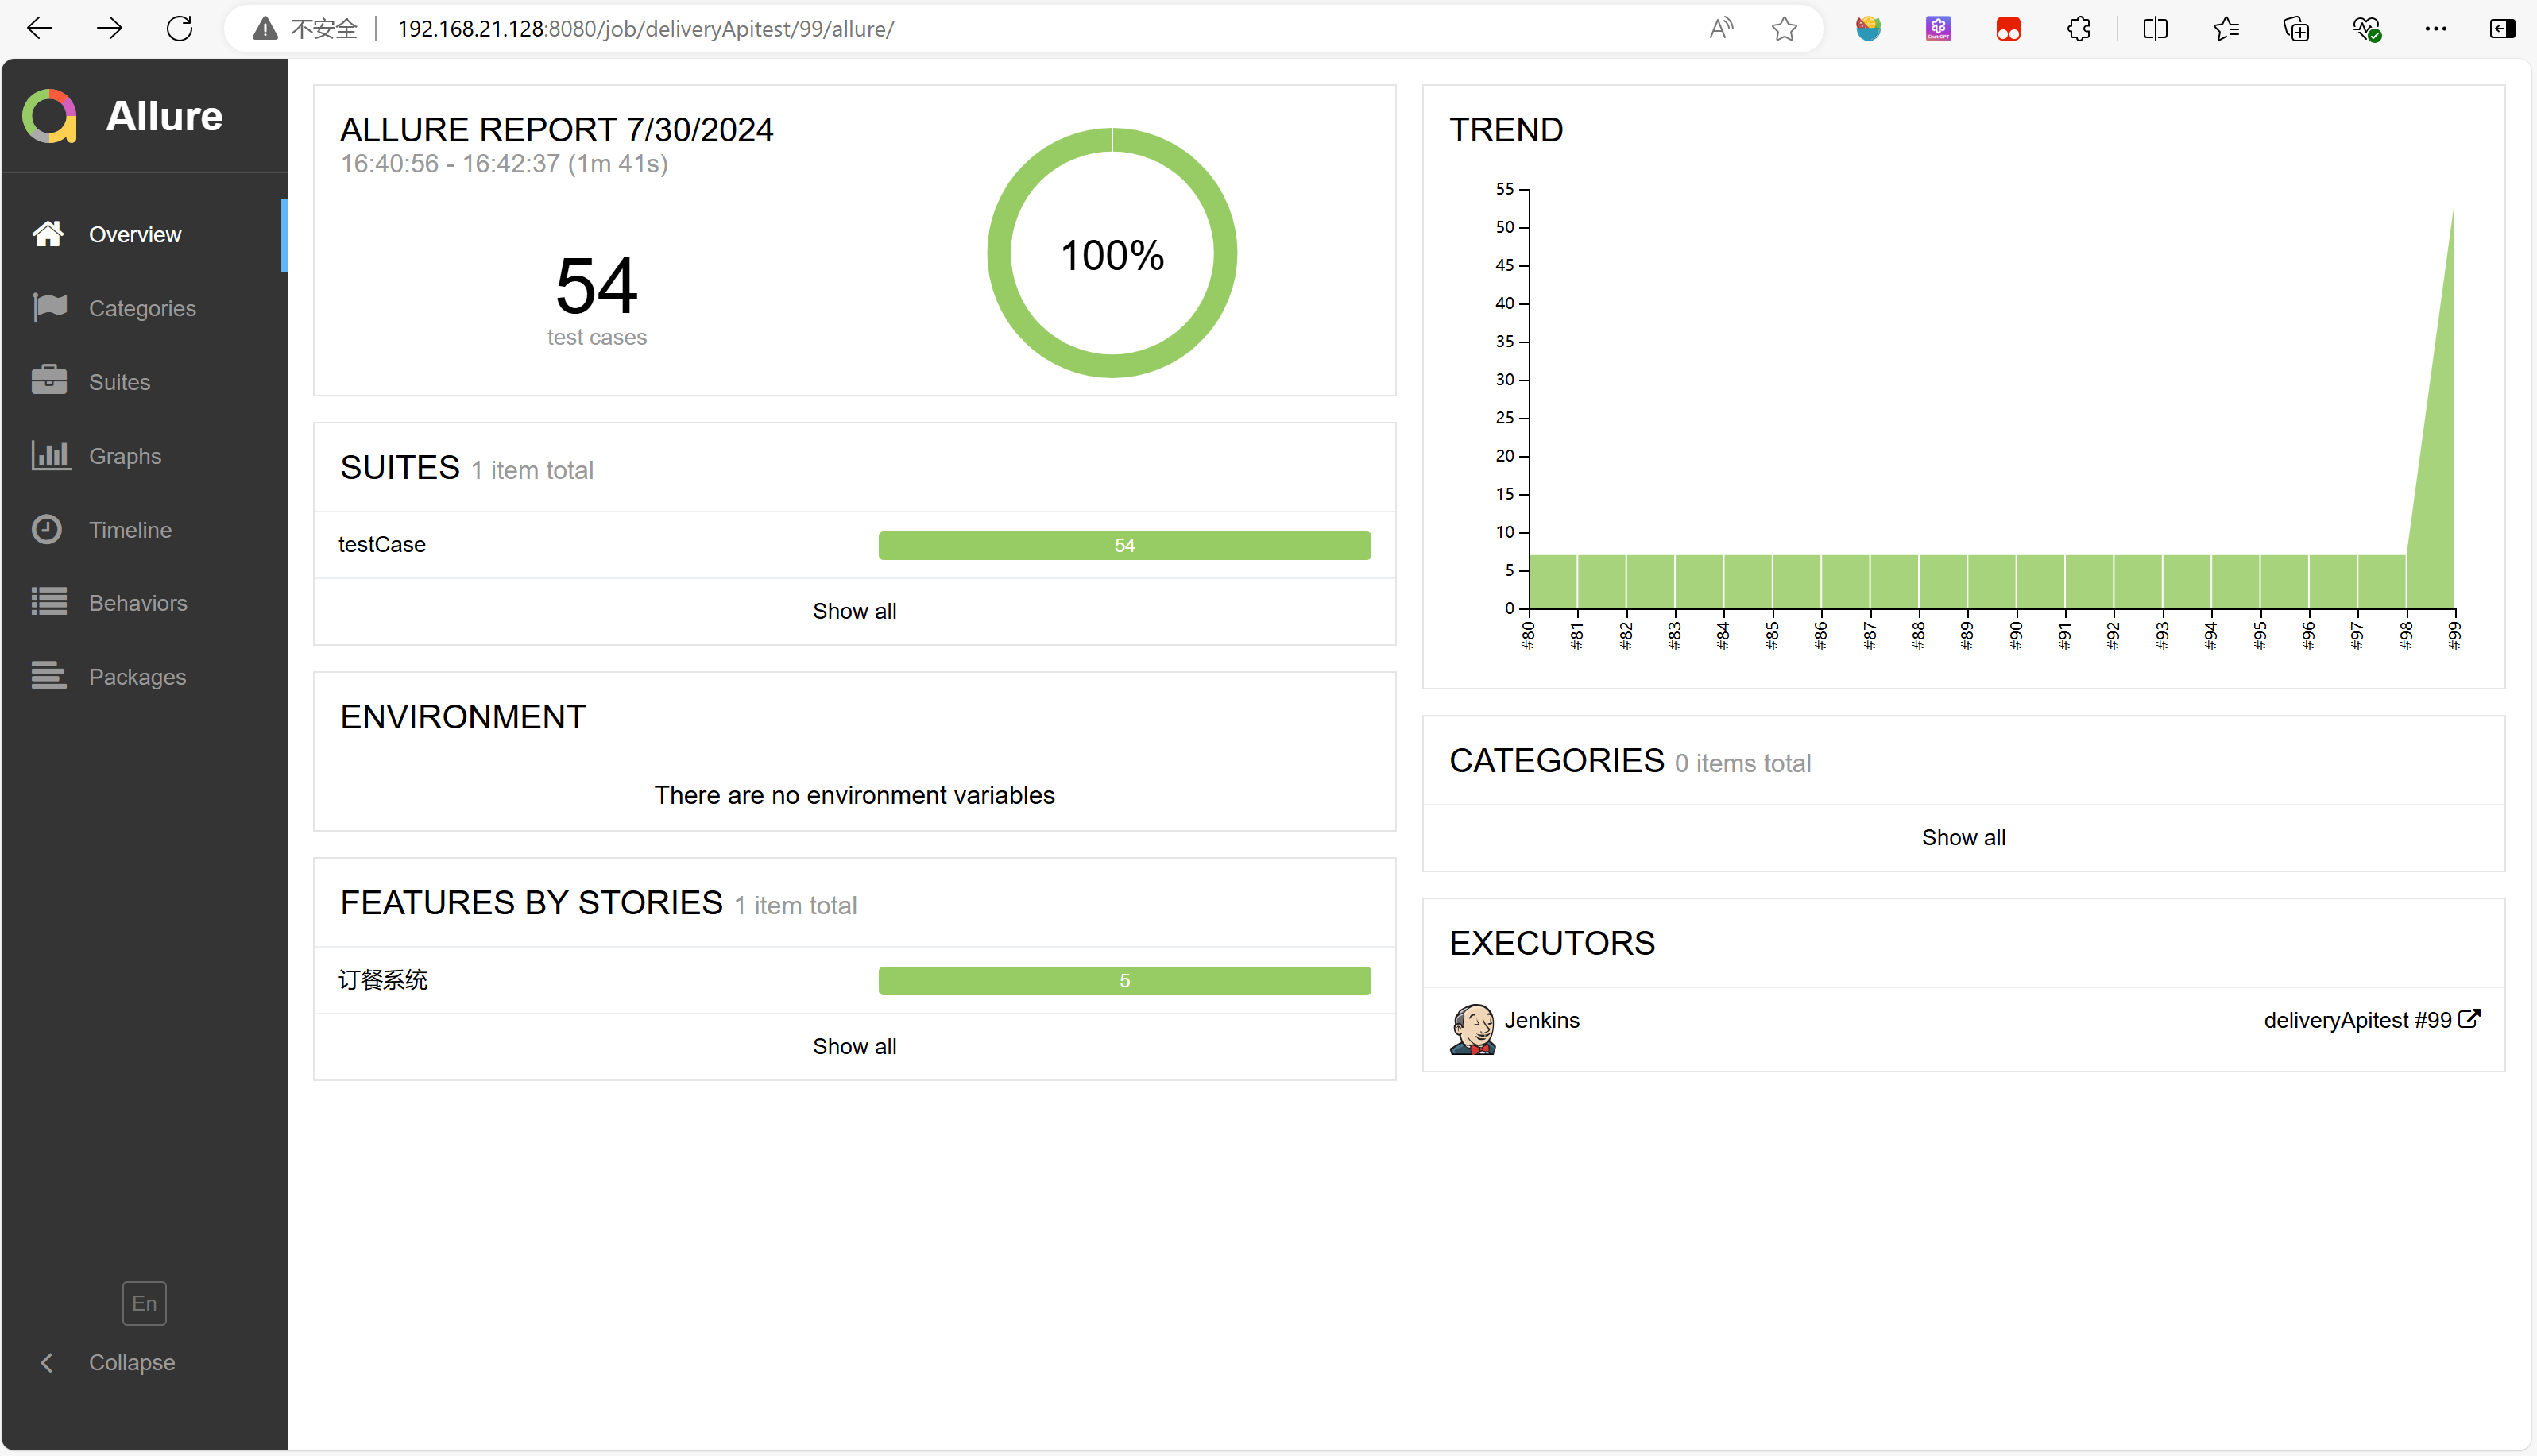 不安全 192.168.21.128:8080/job/deliveryApitest/99/allure/
Allure
Overview
Categories
Suites
Graphs
Timeline
Behaviors
Packages
En
Collapse
ALLURE REPORT 7/30/2024
16:40:56 - 16:42:37 (1m 41s)
54
test cases
100%
SUITES 1 item total
testCase 54
Show all
ENVIRONMENT
There are no environment variables
FEATURES BY STORIES 1 item total
订餐系统 5
Show all
TREND
55
50
45
40
35
30
25
20
15
10
5
0
#80 #81 #82 #83 #84 #85 #86 #87 #88 #89 #90 #91 #92 #93 #94 #95 #96 #97 #98 #99
CATEGORIES 0 items total
Show all
EXECUTORS
Jenkins deliveryApitest #99